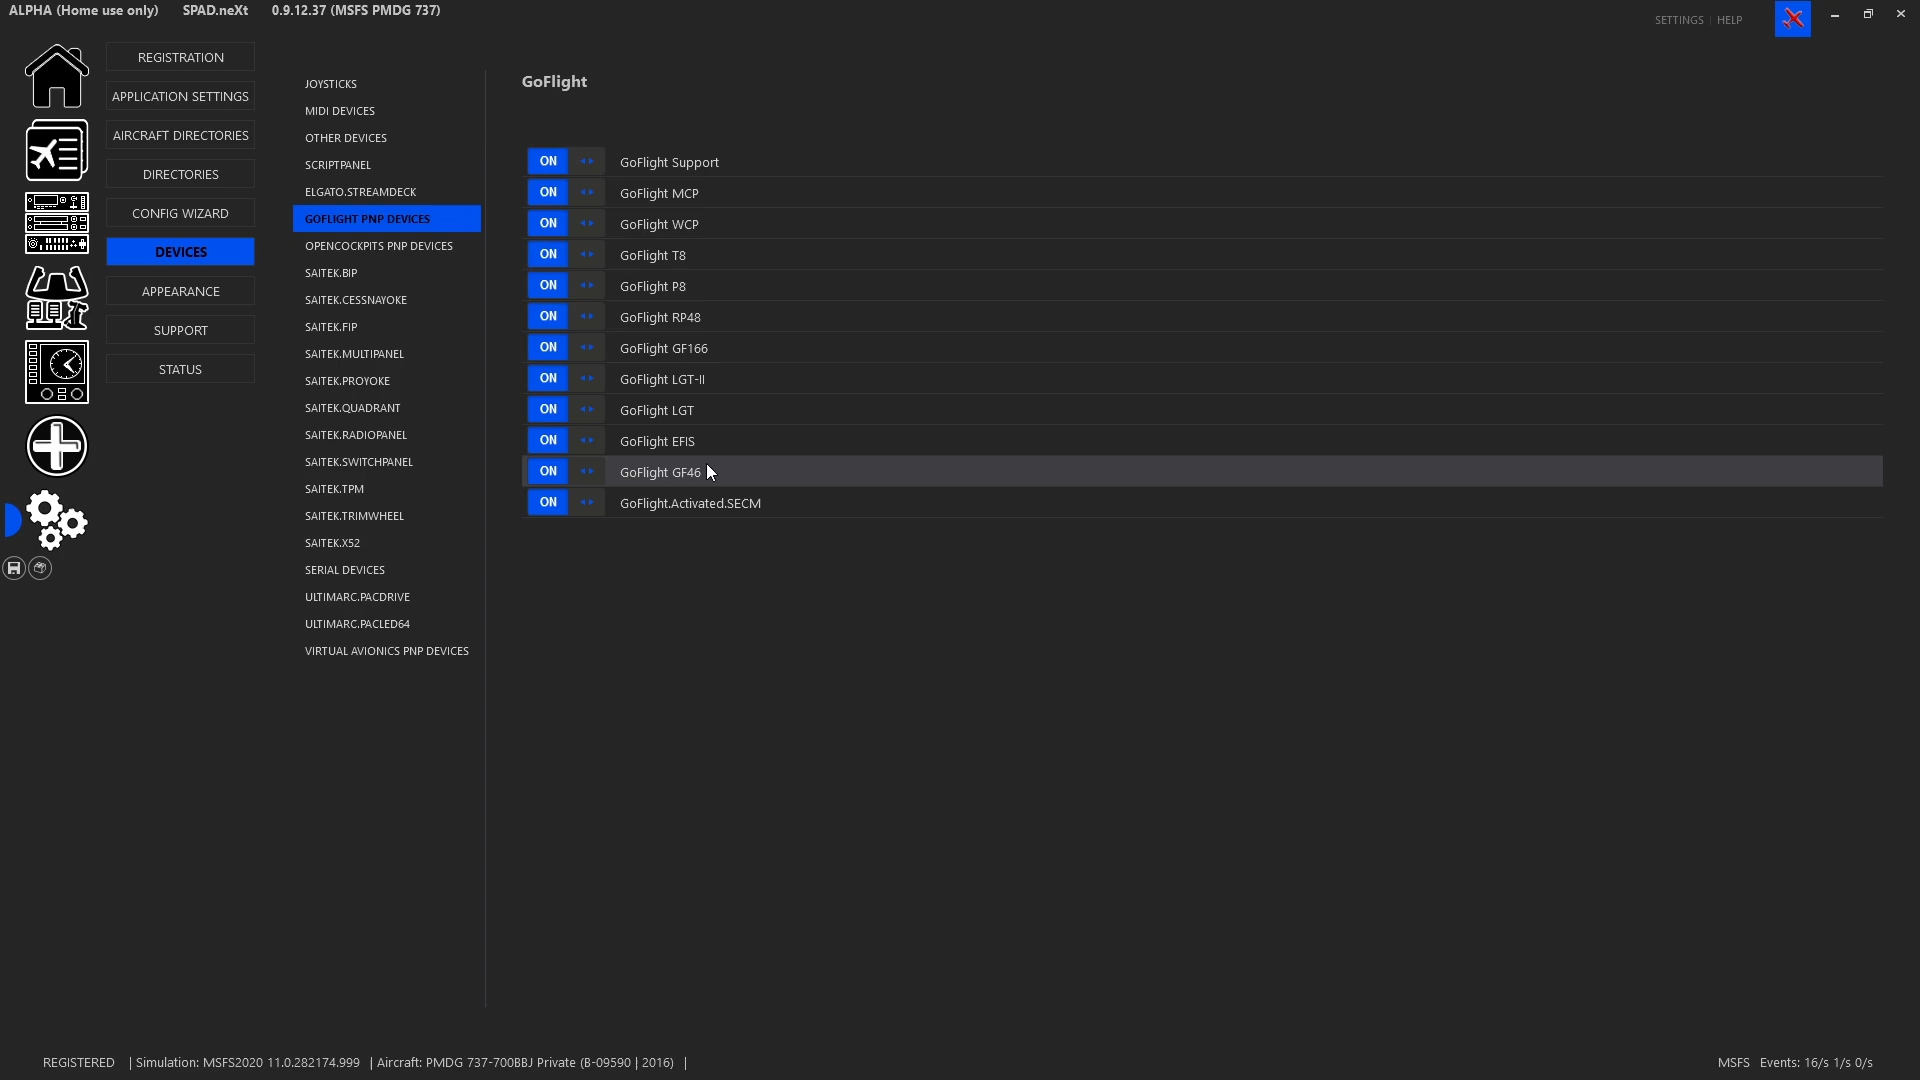 ALPHA (Home use only) SPAD.neXt 0.9.12.37 (MSFS PMDG 737)
SETTINGS | HELP
REGISTRATION
APPLICATION SETTINGS
AIRCRAFT DIRECTORIES
DIRECTORIES
CONFIG WIZARD
DEVICES
APPEARANCE
SUPPORT
STATUS
JOYSTICKS
MIDI DEVICES
OTHER DEVICES
SCRIPTPANEL
ELGATO.STREAMDECK
GOFLIGHT PNP DEVICES
OPENCOCKPITS PNP DEVICES
SAITEK.BIP
SAITEK.CESSNAYOKE
SAITEK.FIP
SAITEK.MULTIPANEL
SAITEK.PROYOKE
SAITEK.QUADRANT
SAITEK.RADIOPANEL
SAITEK.SWITCHPANEL
SAITEK.TPM
SAITEK.TRIMWHEEL
SAITEK.X52
SERIAL DEVICES
ULTIMARC.PACDRIVE
ULTIMARC.PACLED64
VIRTUAL AVIONICS PNP DEVICES
GoFlight
ON GoFlight Support
ON GoFlight MCP
ON GoFlight WCP
ON GoFlight T8
ON GoFlight P8
ON GoFlight RP48
ON GoFlight GF166
ON GoFlight LGT-II
ON GoFlight LGT
ON GoFlight EFIS
ON GoFlight GF46
ON GoFlight.Activated.SECM
REGISTERED | Simulation: MSFS2020 11.0.282174.999 | Aircraft: PMDG 737-700BBJ Private (B-09590 | 2016) |
MSFS Events: 16/s 1/s 0/s